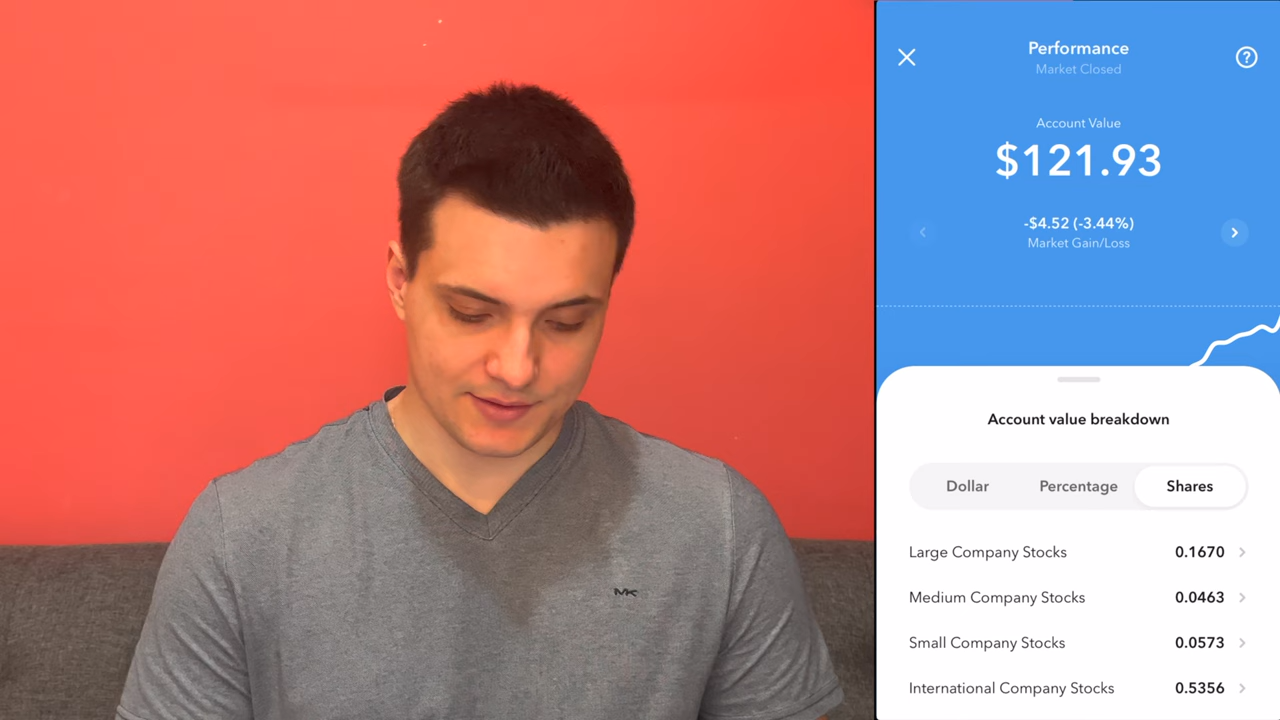 Performance
Market Closed
?
Account Value
$121.93
-$4.52 (-3.44%)
Market Gain/Loss
Account value breakdown
Dollar Percentage Shares
Large Company Stocks 0.1670
Medium Company Stocks 0.0463
Small Company Stocks 0.0573
International Company Stocks 0.5356
MK